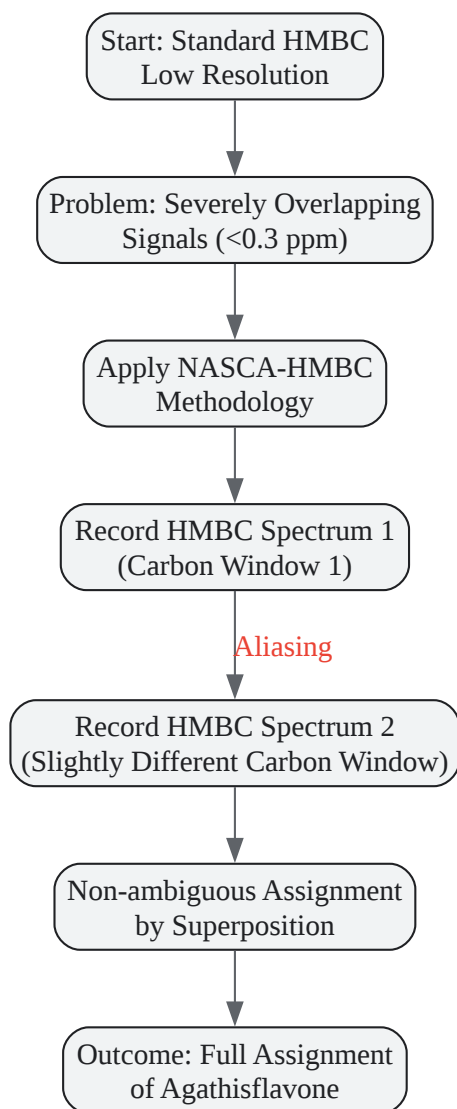 Start: Standard HMBC
Low Resolution
Problem: Severely Overlapping
Signals (<0.3 ppm)
Apply NASCA-HMBC
Methodology
Record HMBC Spectrum 1
(Carbon Window 1)
Aliasing
Record HMBC Spectrum 2
(Slightly Different Carbon Window)
Non-ambiguous Assignment
by Superposition
Outcome: Full Assignment
of Agathisflavone